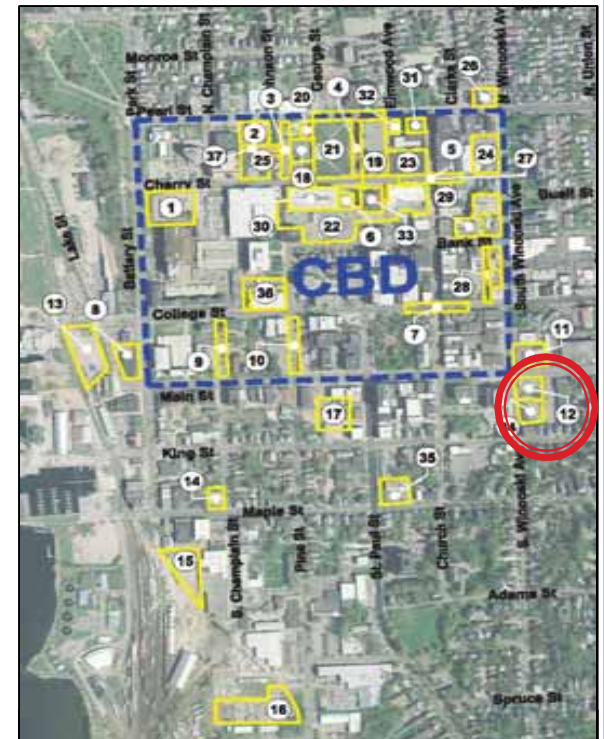 Monroe St
Park St
N. Champlain St
Johnson St
George St
Elmwood Ave
Clarke St
N. Winooski Av
N. Union St
Pearl St
26
31
32
4
20
3
2
37
25
21
19
23
5
24
27
18
Cherry St
1
29
Buell St
30
22
6
33
Bank St
South Winooski Ave
Lake St
Battery St
36
CBD
28
13
8
College St
9
10
7
11
Main St
17
12
King St
14
35
Maple St
S. Winooski Av
S. Champlain St
Pine St
St. Paul St
Church St
15
Adams St
16
Spruce St